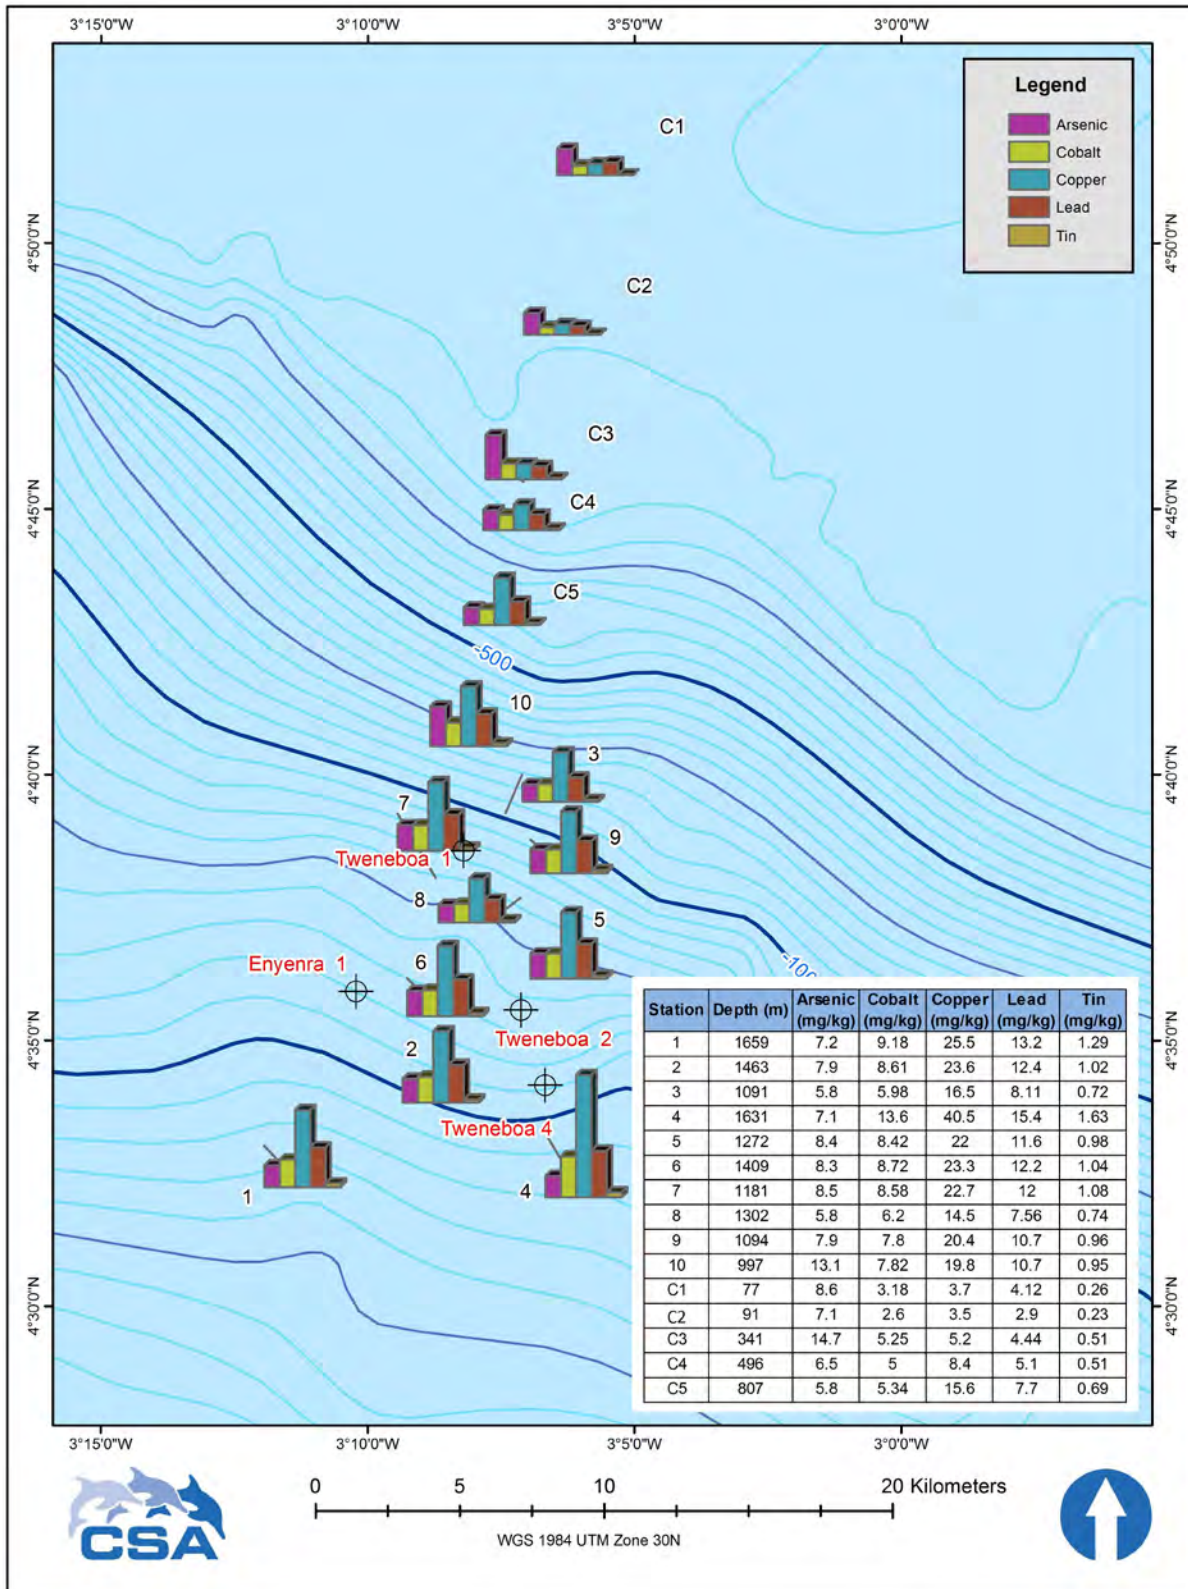 3°15'0"W 3°10'0"W 3°5'0"W 3°0'0"W
Legend
Arsenic
Cobalt
Copper
Lead
Tin
C1
4°50'0"N 4°50'0"N
C2
C3
4°45'0"N 4°45'0"N
C4
C5
-500
10
3
4°40'0"N 4°40'0"N
7
9
Tweneboa 1
8
5
6
Enyenra 1
-100
Tweneboa 2
4°35'0"N 4°35'0"N
2
Tweneboa 4
1
4
4°30'0"N 4°30'0"N
Station Depth (m) Arsenic (mg/kg) Cobalt (mg/kg) Copper (mg/kg) Lead (mg/kg) Tin (mg/kg)
1 1659 7.2 9.18 25.5 13.2 1.29
2 1463 7.9 8.61 23.6 12.4 1.02
3 1091 5.8 5.98 16.5 8.11 0.72
4 1631 7.1 13.6 40.5 15.4 1.63
5 1272 8.4 8.42 22 11.6 0.98
6 1409 8.3 8.72 23.3 12.2 1.04
7 1181 8.5 8.58 22.7 12 1.08
8 1302 5.8 6.2 14.5 7.56 0.74
9 1094 7.9 7.8 20.4 10.7 0.96
10 997 13.1 7.82 19.8 10.7 0.95
C1 77 8.6 3.18 3.7 4.12 0.26
C2 91 7.1 2.6 3.5 2.9 0.23
C3 341 14.7 5.25 5.2 4.44 0.51
C4 496 6.5 5 8.4 5.1 0.51
C5 807 5.8 5.34 15.6 7.7 0.69
3°15'0"W 3°10'0"W 3°5'0"W 3°0'0"W
CSA
0 5 10 20 Kilometers
WGS 1984 UTM Zone 30N